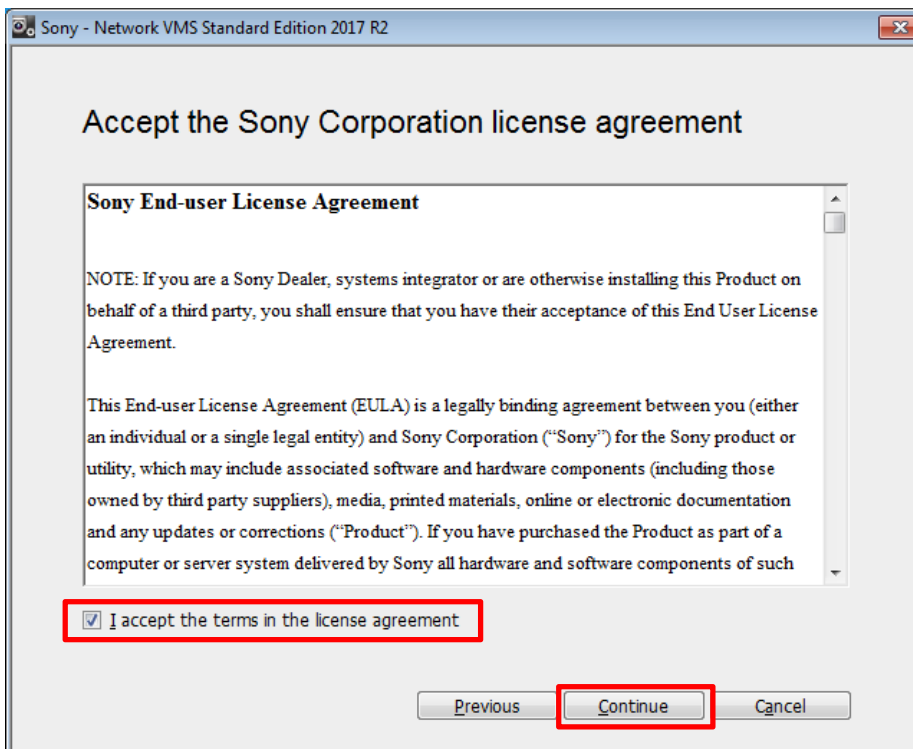 Sony - Network VMS Standard Edition 2017 R2
Accept the Sony Corporation license agreement
Sony End-user License Agreement
NOTE: If you are a Sony Dealer, systems integrator or are otherwise installing this Product on
behalf of a third party, you shall ensure that you have their acceptance of this End User License
Agreement.
This End-user License Agreement (EULA) is a legally binding agreement between you (either
an individual or a single legal entity) and Sony Corporation (“Sony”) for the Sony product or
utility, which may include associated software and hardware components (including those
owned by third party suppliers), media, printed materials, online or electronic documentation
and any updates or corrections (“Product”). If you have purchased the Product as part of a
computer or server system delivered by Sony all hardware and software components of such
I accept the terms in the license agreement
Previous Continue Cancel